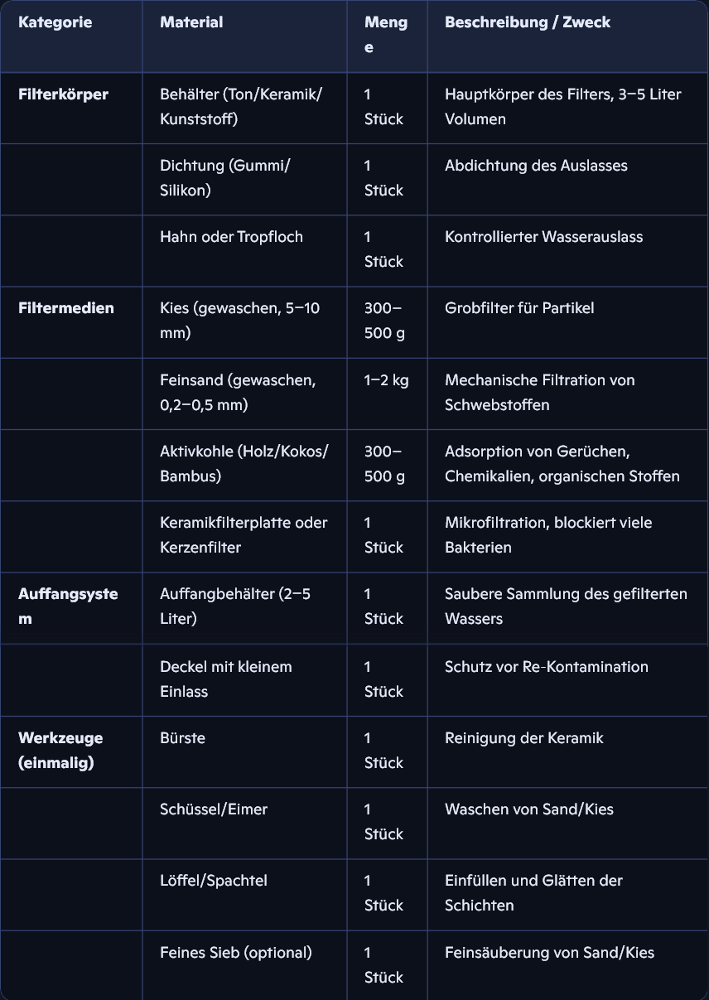 Kategorie
Material
Meng
e
Beschreibung / Zweck
Filterkörper
Behälter (Ton/Keramik/
Kunststoff)
1
Stück
Hauptkörper des Filters, 3–5 Liter
Volumen
Dichtung (Gummi/
Silikon)
1
Stück
Abdichtung des Auslasses
Hahn oder Tropfloch
1
Stück
Kontrollierter Wasserauslass
Filtermedien
Kies (gewaschen, 5–10
mm)
300–
500 g
Grobfilter für Partikel
Feinsand (gewaschen,
0,2–0,5 mm)
1–2 kg
Mechanische Filtration von
Schwebstoffen
Aktivkohle (Holz/Kokos/
Bambus)
300–
500 g
Adsorption von Gerüchen,
Chemikalien, organischen Stoffen
Keramikfilterplatte oder
Kerzenfilter
1
Stück
Mikrofiltration, blockiert viele
Bakterien
Auffangsyste
m
Auffangbehälter (2–5
Liter)
1
Stück
Saubere Sammlung des gefilterten
Wassers
Deckel mit kleinem
Einlass
1
Stück
Schutz vor Re-Kontamination
Werkzeuge
(einmalig)
Bürste
1
Stück
Reinigung der Keramik
Schüssel/Eimer
1
Stück
Waschen von Sand/Kies
Löffel/Spachtel
1
Stück
Einfüllen und Glätten der
Schichten
Feines Sieb (optional)
1
Stück
Feinsäuberung von Sand/Kies